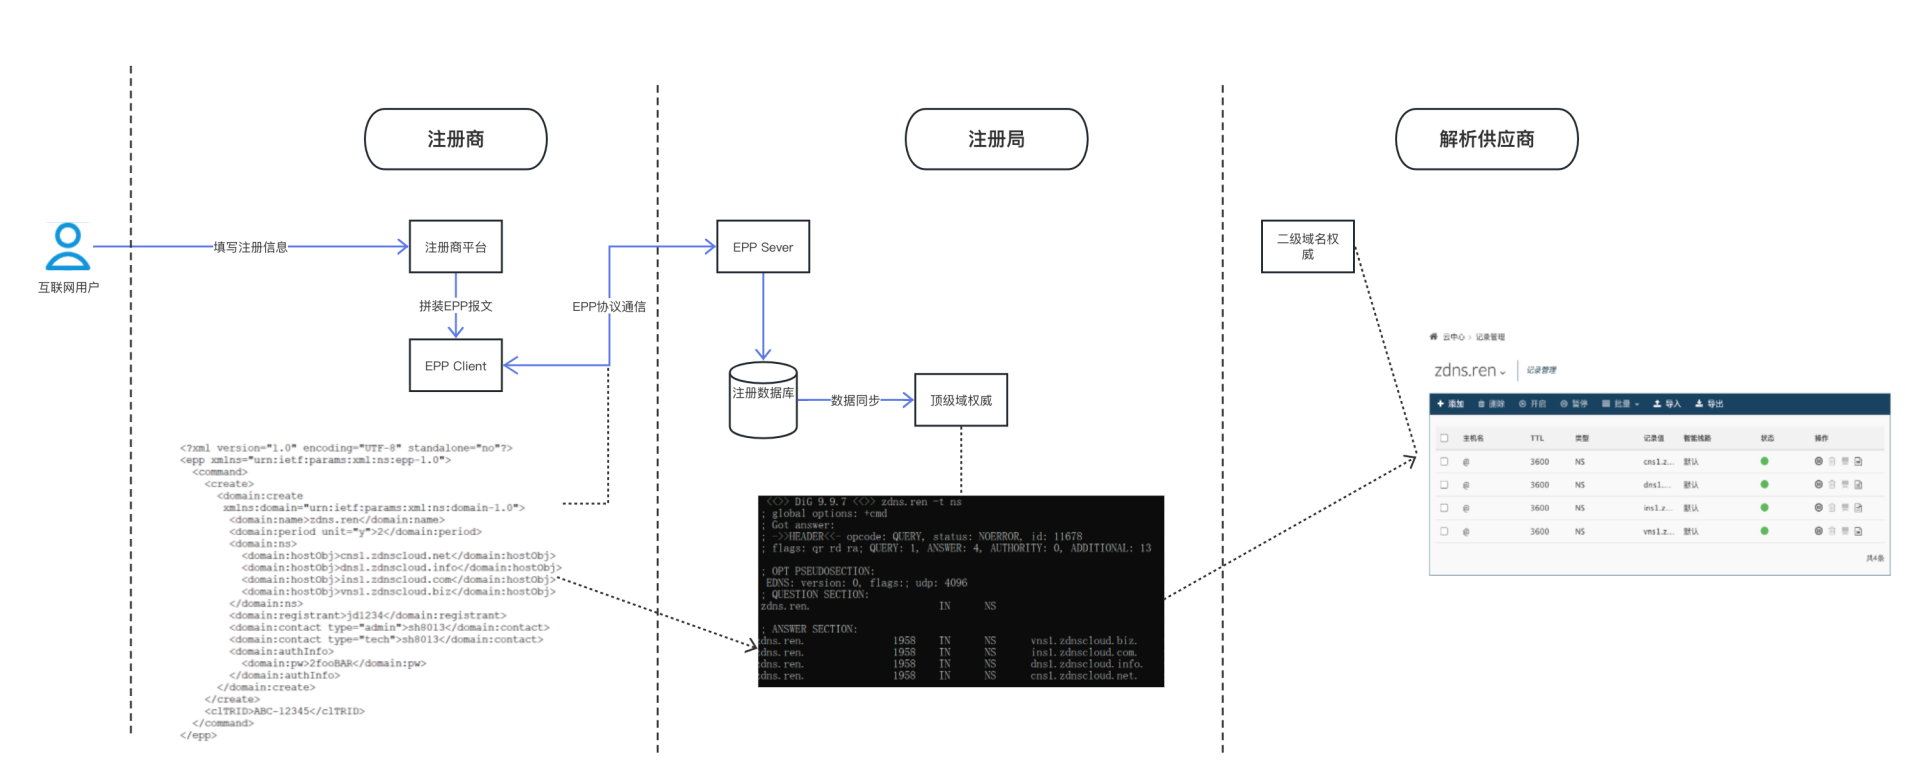 注册商
注册局
解析供应商
互联网用户
填写注册信息
注册商平台
拼装EPP报文
EPP Client
EPP协议通信
EPP Sever
注册数据库
数据同步
顶级域权威
二级域名权
威
<?xml version="1.0" encoding="UTF-8" standalone="no"?>
<epp xmlns="urn:ietf:params:xml:ns:epp-1.0">
<command>
<create>
<domain:create
xmlns:domain="urn:ietf:params:xml:ns:domain-1.0">
<domain:name>zdns.ren</domain:name>
<domain:period unit="y">2</domain:period>
<domain:ns>
<domain:hostObj>cns1.zdnscloud.net</domain:hostObj>
<domain:hostObj>dns1.zdnscloud.info</domain:hostObj>
<domain:hostObj>ins1.zdnscloud.com</domain:hostObj>
<domain:hostObj>vns1.zdnscloud.biz</domain:hostObj>
</domain:ns>
<domain:registrant>jd1234</domain:registrant>
<domain:contact type="admin">sh8013</domain:contact>
<domain:contact type="tech">sh8013</domain:contact>
<domain:authInfo>
<domain:pw>2fooBAR</domain:pw>
</domain:authInfo>
</domain:create>
</create>
<clTRID>ABC-12345</clTRID>
</command>
</epp>
<<>> DiG 9.9.7 <<>> zdns.ren -t ns
; global options: +cmd
; Got answer:
; ->>HEADER<<- opcode: QUERY, status: NOERROR, id: 11678
; flags: qr rd ra; QUERY: 1, ANSWER: 4, AUTHORITY: 0, ADDITIONAL: 13
; OPT PSEUDOSECTION:
EDNS: version: 0, flags:; udp: 4096
; QUESTION SECTION:
zdns.ren. IN NS
; ANSWER SECTION:
zdns.ren. 1958 IN NS vns1.zdnscloud.biz.
zdns.ren. 1958 IN NS ins1.zdnscloud.com.
zdns.ren. 1958 IN NS dns1.zdnscloud.info.
zdns.ren. 1958 IN NS cns1.zdnscloud.net.
云中心 > 记录管理
zdns.ren 记录管理
添加 删除 开启 暂停 批量 导入 导出
主机名 TTL 类型 记录值 智能线路 状态 操作
@ 3600 NS cns1.z... 默认
@ 3600 NS dns1.... 默认
@ 3600 NS ins1.z... 默认
@ 3600 NS vns1.z... 默认
共4条